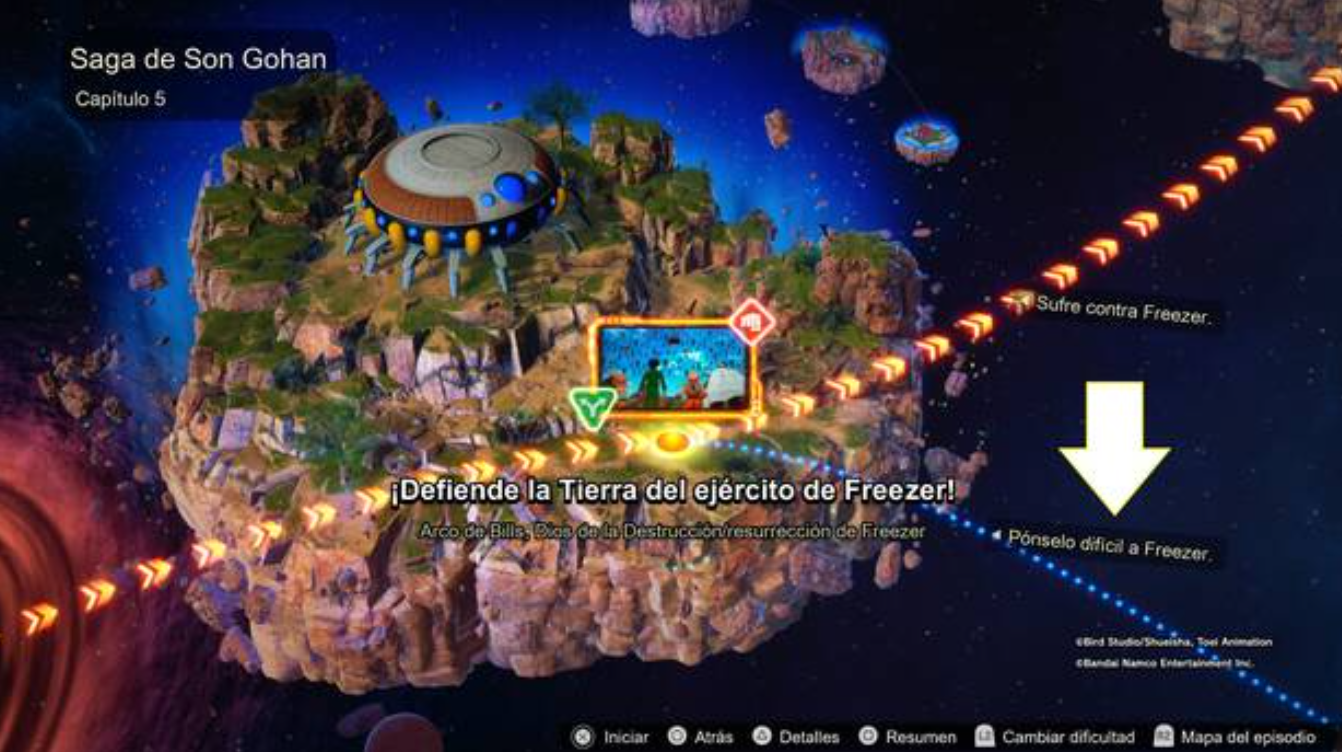 Saga de Son Gohan
Capítulo 5
Sufre contra Freezer.
¡Defiende la Tierra del ejército de Freezer!
Arco de Bills, Dios de la Destrucción/resurrección de Freezer
Pónselo difícil a Freezer.
©Bird Studio/Shueisha, Toei Animation
©Bandai Namco Entertainment Inc.
Iniciar Atrás Detalles Resumen Cambiar dificultad Mapa del episodio